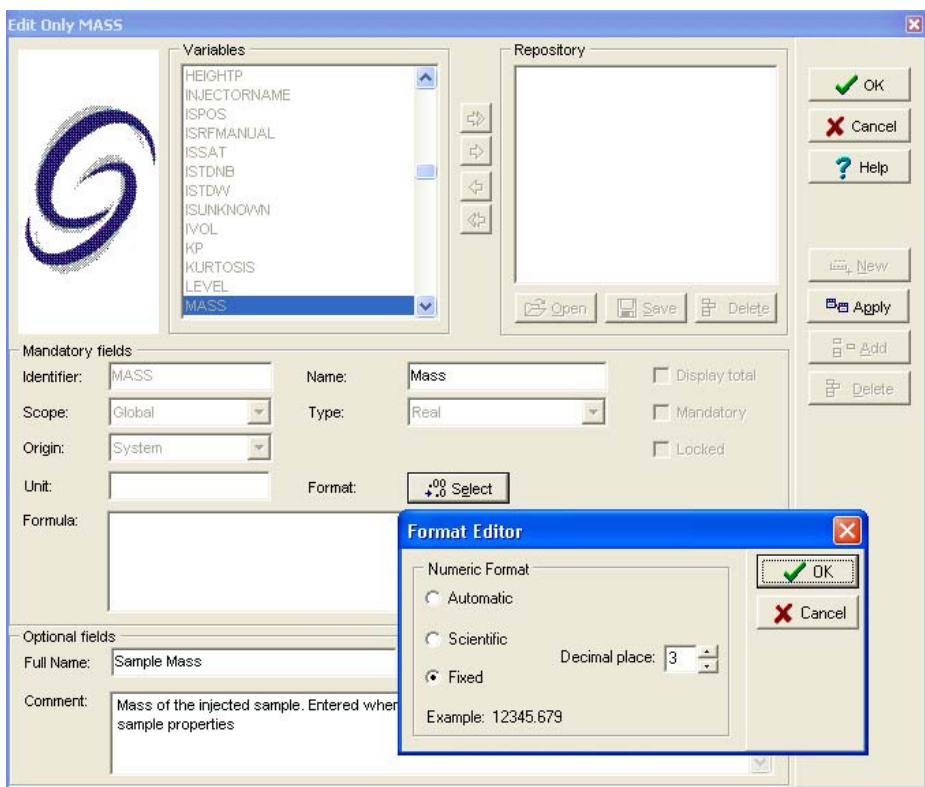 Edit Only MASS
Variables
HEIGHTP
INJECTORNAME
ISPOS
ISRFMANUAL
ISSAT
ISTDNB
ISTDW
ISUNKNOWN
IVOL
KP
KURTOSIS
LEVEL
MASS
Repository
Open Save Delete
OK
Cancel
Help
New
Apply
Add
Delete
Mandatory fields
Identifier: MASS Name: Mass Display total
Scope: Global Type: Real Mandatory
Origin: System Locked
Unit: Format: Select
Formula:
Optional fields
Full Name: Sample Mass
Comment: Mass of the injected sample. Entered when
sample properties
Format Editor
Numeric Format
Automatic
Scientific
Decimal place: 3
Fixed
Example: 12345.679
OK
Cancel